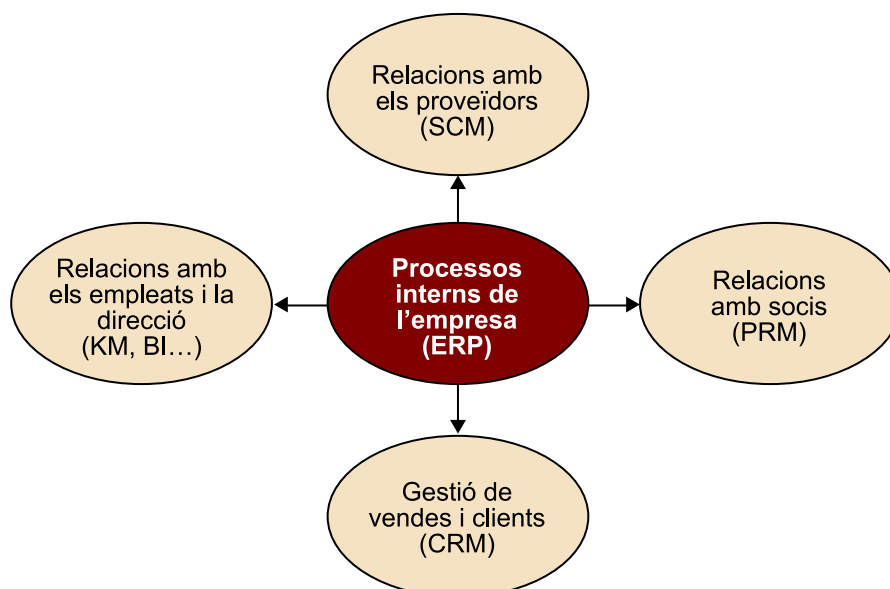 Relacions amb
els proveïdors
(SCM)
Relacions amb
els empleats i la
direcció
(KM, BI...)
Processos
interns de
l'empresa
(ERP)
Relacions
amb socis
(PRM)
Gestió de
vendes i clients
(CRM)